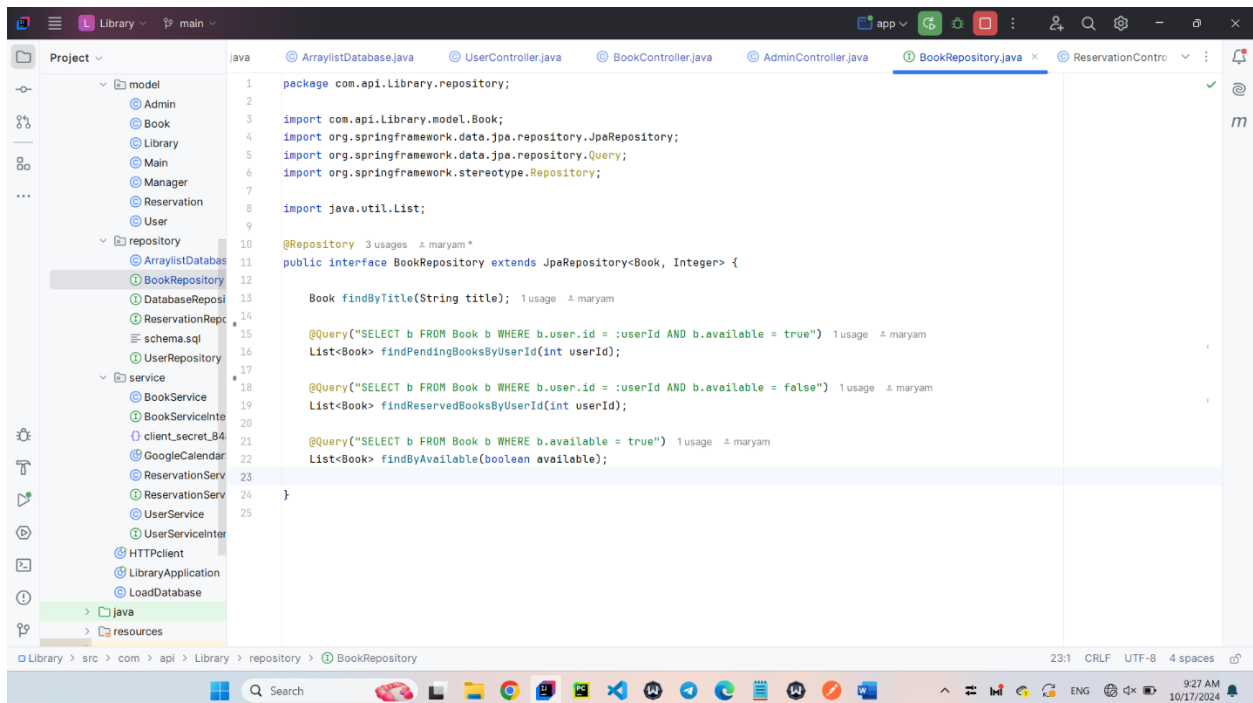 L Library main app
Project
java ArraylistDatabase.java UserController.java BookController.java AdminController.java BookRepository.java ReservationContro
model
Admin
Book
Library
Main
Manager
Reservation
User
repository
ArraylistDatabas
BookRepository
DatabaseReposi
ReservationRepo
schema.sql
UserRepository
service
BookService
BookServiceInte
client_secret_84
GoogleCalendar
ReservationServ
ReservationServ
UserService
UserServiceInter
HTTPclient
LibraryApplication
LoadDatabase
java
resources
1 package com.api.Library.repository;
2
3 import com.api.Library.model.Book;
4 import org.springframework.data.jpa.repository.JpaRepository;
5 import org.springframework.data.jpa.repository.Query;
6 import org.springframework.stereotype.Repository;
7
8 import java.util.List;
9
10 @Repository 3 usages maryam *
11 public interface BookRepository extends JpaRepository<Book, Integer> {
12
13 Book findByTitle(String title); 1 usage maryam
14
15 @Query("SELECT b FROM Book b WHERE b.user.id = :userId AND b.available = true") 1 usage maryam
16 List<Book> findPendingBooksByUserId(int userId);
17
18 @Query("SELECT b FROM Book b WHERE b.user.id = :userId AND b.available = false") 1 usage maryam
19 List<Book> findReservedBooksByUserId(int userId);
20
21 @Query("SELECT b FROM Book b WHERE b.available = true") 1 usage maryam
22 List<Book> findByAvailable(boolean available);
23
24 }
25
m
Library > src > com > api > Library > repository > BookRepository 23:1 CRLF UTF-8 4 spaces
Search ENG 9:27 AM
10/17/2024